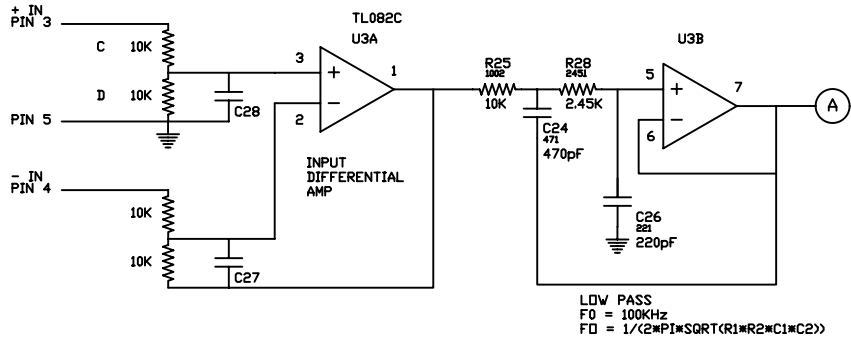 + IN
PIN 3
C 10K
D 10K
PIN 5
C28
TL082C
U3A
3
+
1
-
2
INPUT
DIFFERENTIAL
AMP
- IN
PIN 4
10K
10K
C27
R25
1002
10K
R28
2451
2.45K
C24
471
470pF
C26
221
220pF
U3B
5
+
7
-
6
A
LOW PASS
FO = 100KHz
FO = 1/(2*PI*SQRT(R1*R2*C1*C2))